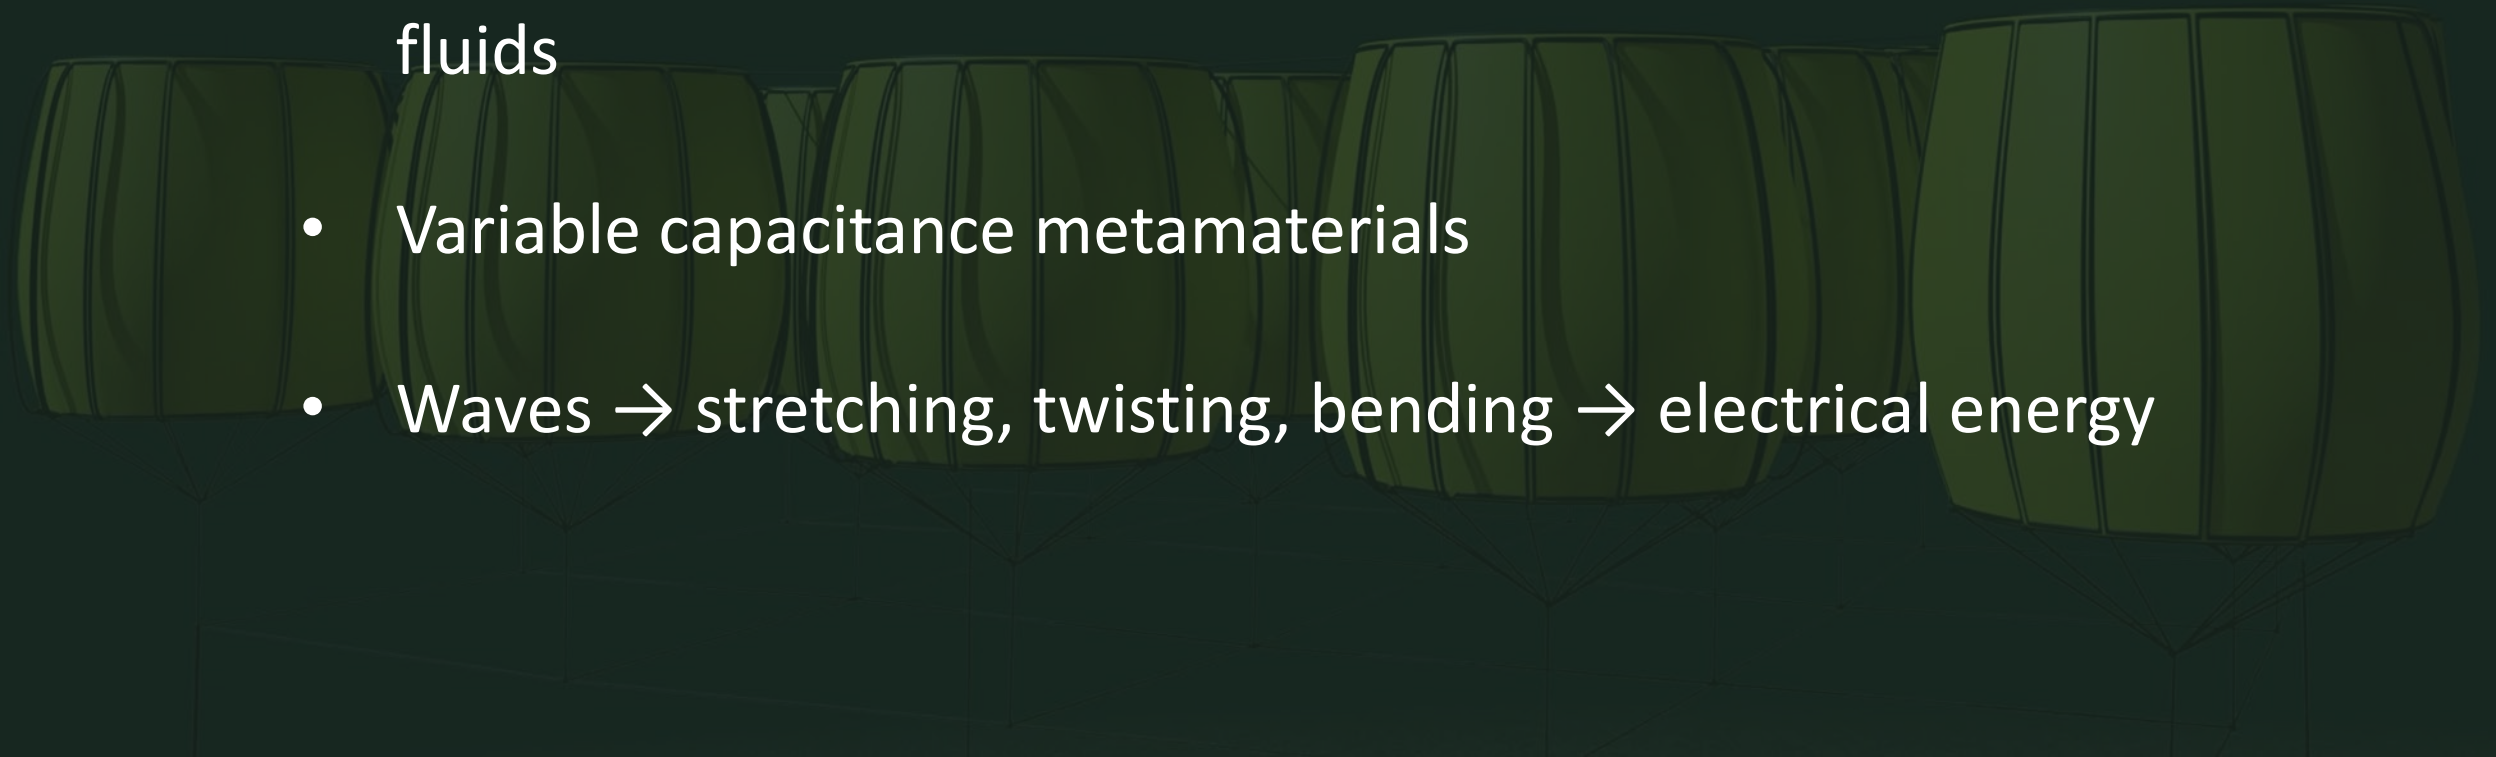 fluids
• Variable capacitance metamaterials
• Waves → stretching, twisting, bending → electrical energy